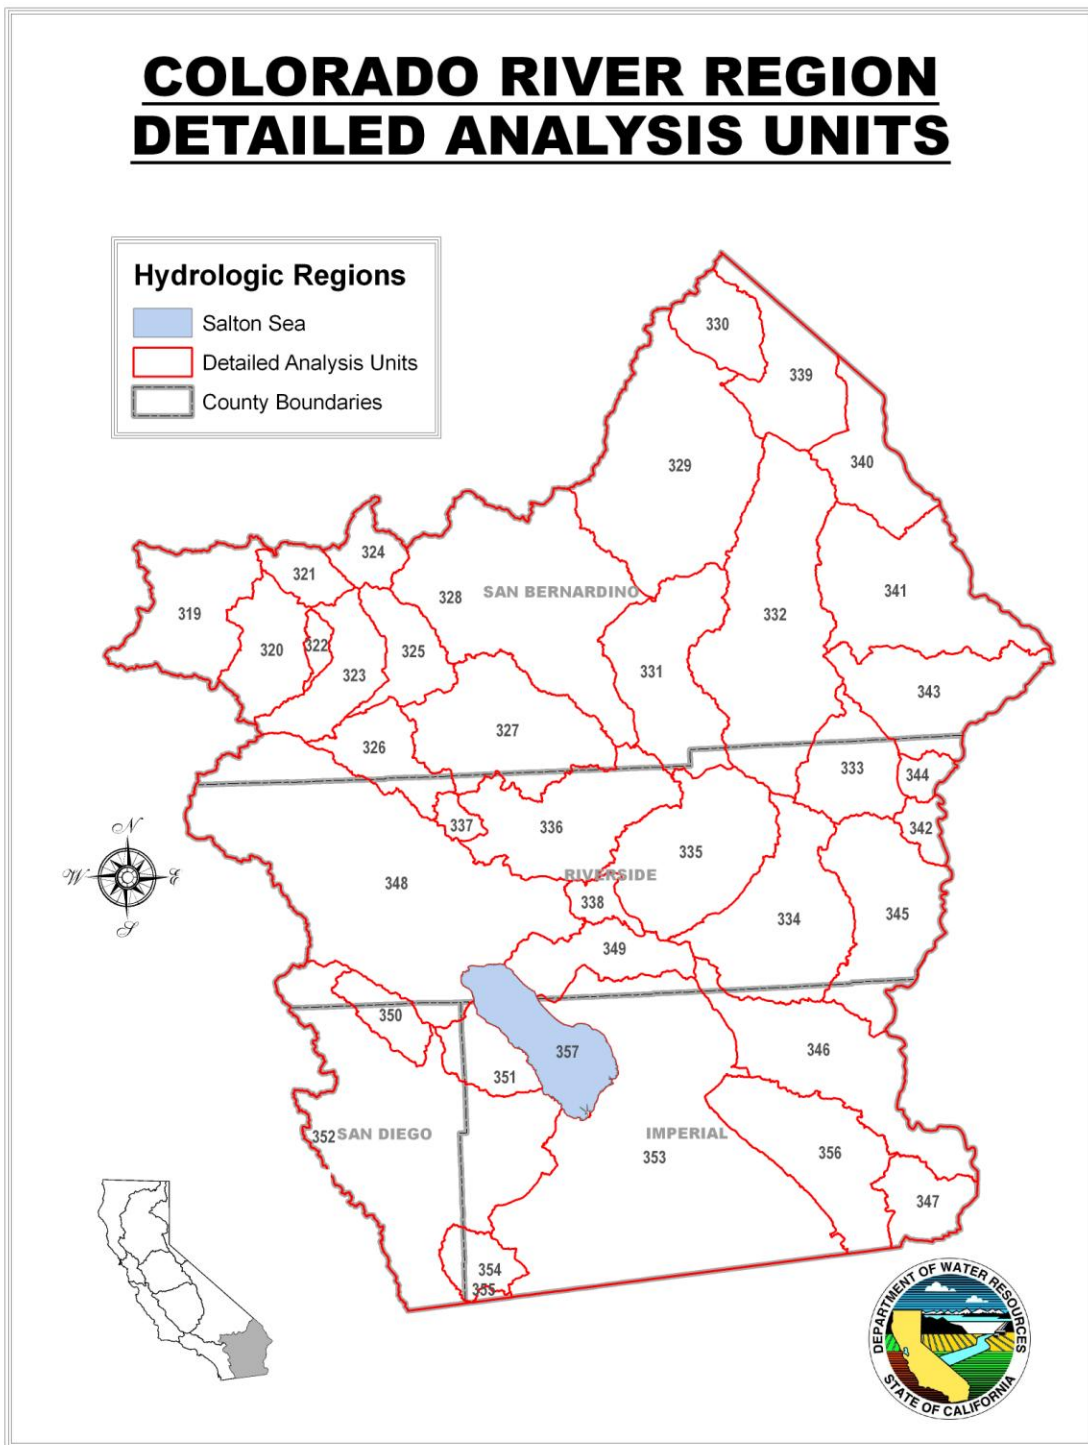 COLORADO RIVER REGION
DETAILED ANALYSIS UNITS
Hydrologic Regions
Salton Sea
Detailed Analysis Units
County Boundaries
330
339
329
340
324
321
328
SAN BERNARDINO
341
319
332
320
322
325
323
331
343
327
326
333
344
337
336
342
335
RIVERSIDE
348
338
334
345
349
350
357
346
351
352
SAN DIEGO
IMPERIAL
353
356
347
354
355
N
W
E
S
DEPARTMENT OF WATER RESOURCES
STATE OF CALIFORNIA